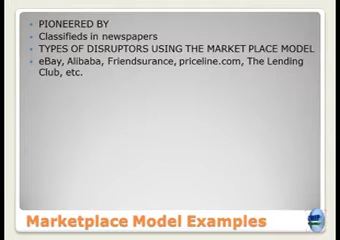 PIONEERED BY
Classifieds in newspapers
TYPES OF DISRUPTORS USING THE MARKET PLACE MODEL
eBay, Alibaba, Friendsurance, priceline.com, The Lending
Club, etc.
Marketplace Model Examples